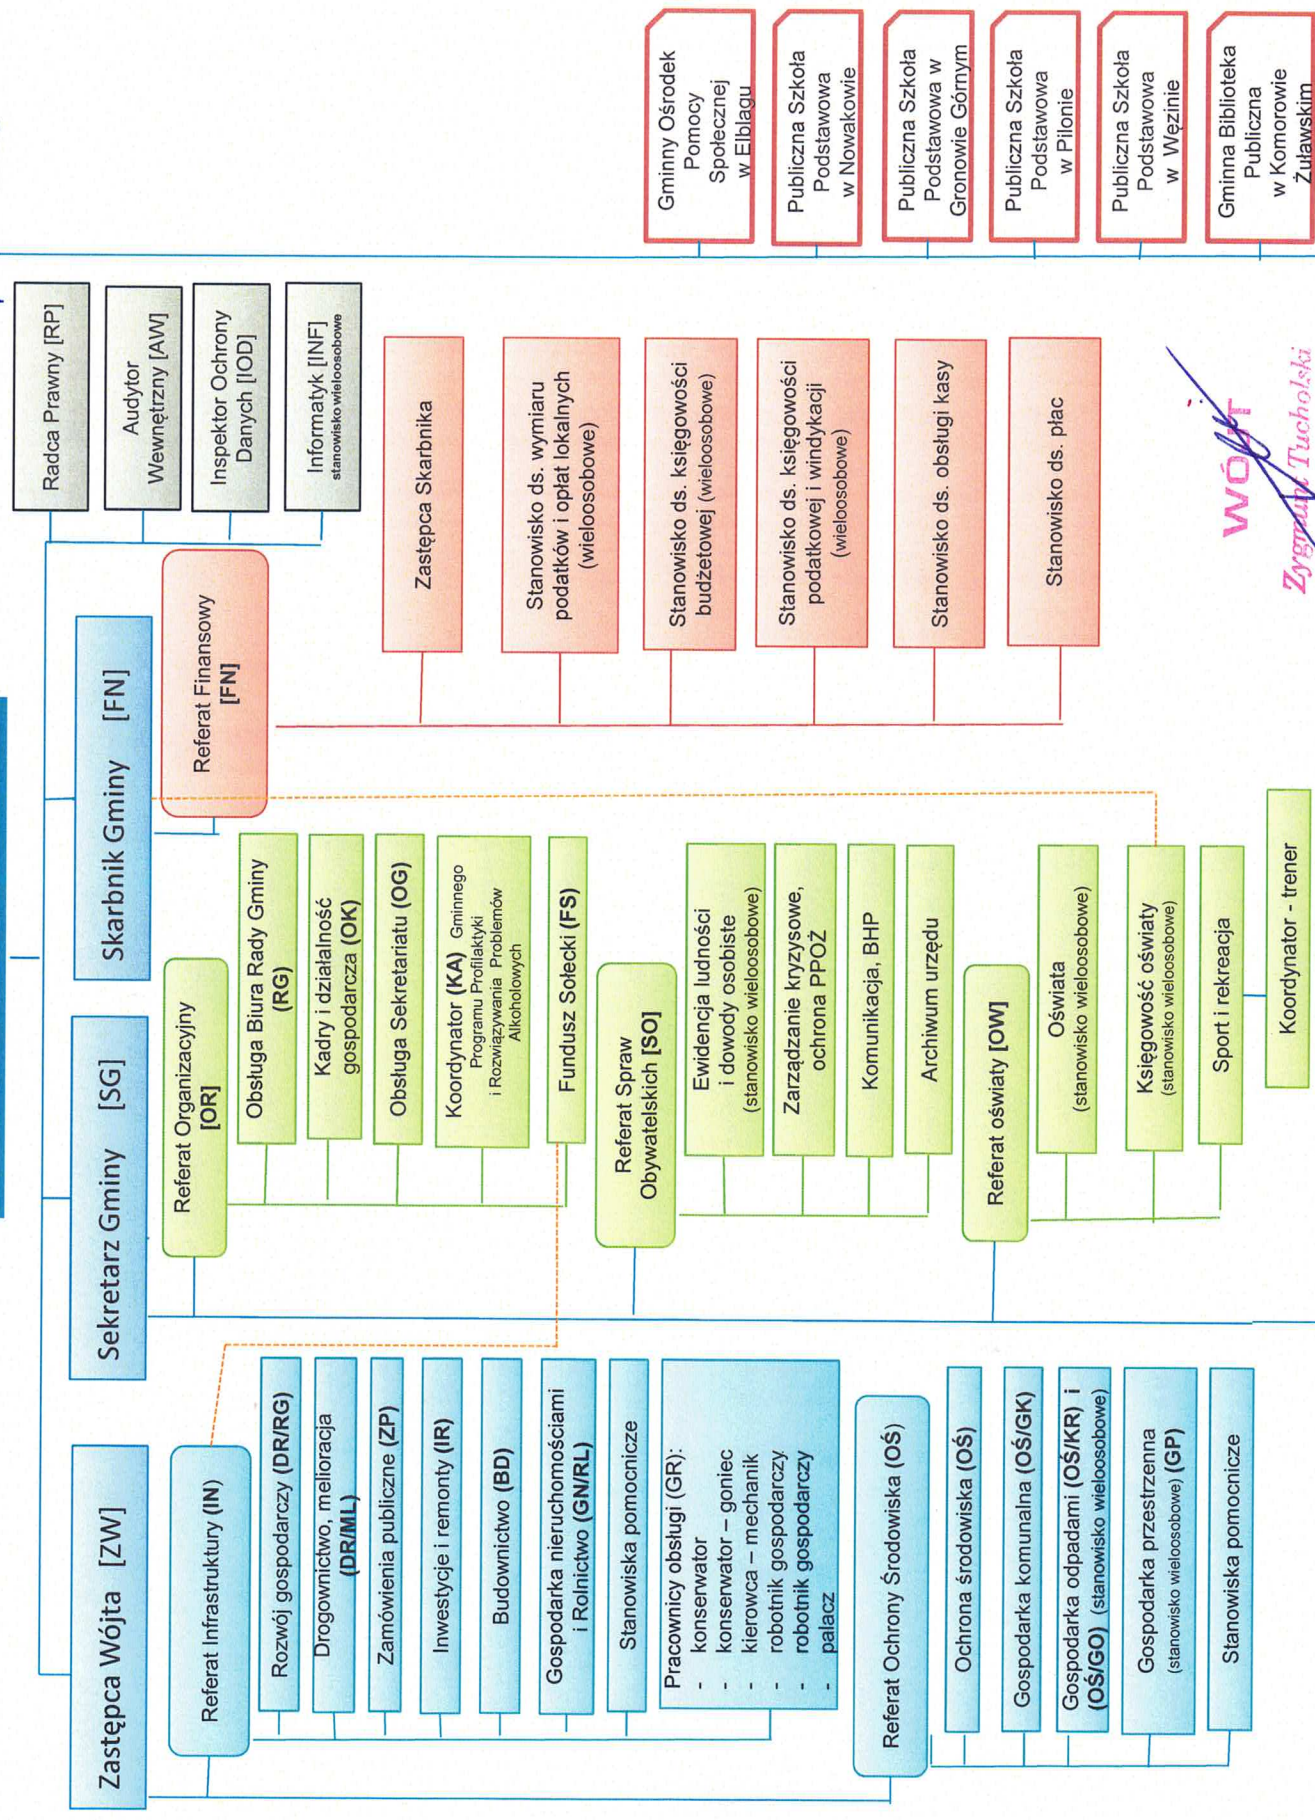 Zastępca Wójta [ZW]
Referat Infrastruktury (IN)
Rozwój gospodarczy (DR/RG)
Drogownictwo, melioracja
(DR/ML)
Zamówienia publiczne (ZP)
Inwestycje i remonty (IR)
Budownictwo (BD)
Gospodarka nieruchomościami
i Rolnictwo (GN/RL)
Stanowiska pomocnicze
Pracownicy obsługi (GR):
- konserwator
- konserwator – goniec
- kierowca – mechanik
- robotnik gospodarczy
- robotnik gospodarczy
- palacz
Referat Ochrony Środowiska (OŚ)
Ochrona środowiska (OŚ)
Gospodarka komunalna (OŚ/GK)
Gospodarka odpadami (OŚ/KR) i
(OŚ/GO) (stanowisko wieloosobowe)
Gospodarka przestrzenna
(stanowisko wieloosobowe) (GP)
Stanowiska pomocnicze
Sekretarz Gminy [SG]
Referat Organizacyjny
[OR]
Obsługa Biura Rady Gminy
(RG)
Kadry i działalność
gospodarcza (OK)
Obsługa Sekretariatu (OG)
Koordynator (KA) Gminnego
Programu Profilaktyki
i Rozwiązywania Problemów
Alkoholowych
Fundusz Sołecki (FS)
Referat Spraw
Obywatelskich [SO]
Ewidencja ludności
i dowody osobiste
(stanowisko wieloosobowe)
Zarządzanie kryzysowe,
ochrona PPOŻ
Komunikacja, BHP
Archiwum urzędu
Referat oświaty [OW]
Oświata
(stanowisko wieloosobowe)
Księgowość oświaty
(stanowisko wieloosobowe)
Sport i rekreacja
Koordynator - trener
Skarbnik Gminy [FN]
Referat Finansowy
[FN]
Zastępca Skarbnika
Stanowisko ds. wymiaru
podatków i opłat lokalnych
(wieloosobowe)
Stanowisko ds. księgowości
budżetowej (wieloosobowe)
Stanowisko ds. księgowości
podatkowej i windykacji
(wieloosobowe)
Stanowisko ds. obsługi kasy
Stanowisko ds. płac
Radca Prawny [RP]
Audytor
Wewnętrzny [AW]
Inspektor Ochrony
Danych [IOD]
Informatyk [INF]
stanowisko wieloosobowe
Gminny Ośrodek
Pomocy
Społecznej
w Elblągu
Publiczna Szkoła
Podstawowa
w Nowakowie
Publiczna Szkoła
Podstawowa w
Gronowie Górnym
Publiczna Szkoła
Podstawowa
w Pilonie
Publiczna Szkoła
Podstawowa
w Węzinie
Gminna Biblioteka
Publiczna
w Komorowie
Żuławskim
WÓJT
Zygmunt Tucholski